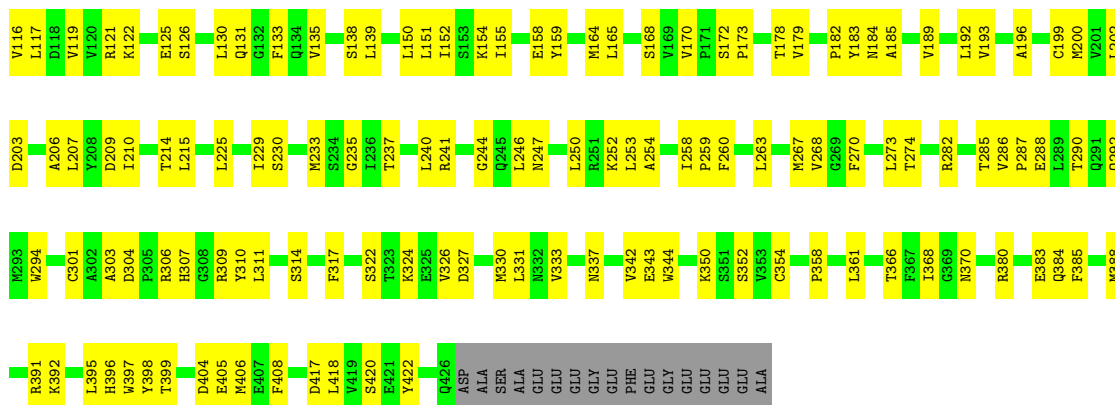 V116 L117 D118 V119 V120 R121 K122 E125 S126 L130 Q131 G132 F133 Q134 V135 S138 L139 L150 L151 I152 S153 K154 I155 E158 Y159 M164 L165 S168 V169 V170 P171 S172 P173 T178 V179 P182 Y183 N184 A185 V189 L192 V193 A196 C199 M200 V201
D203 A206 L207 Y208 D209 I210 T214 L215 L225 I229 S230 M233 S234 G235 I236 T237 L240 R241 G244 Q245 L246 N247 L250 R251 K252 L253 A254 I258 P259 F260 L263 M267 V268 G269 F270 L273 T274 R282 T285 V286 P287 E288 L289 T290 Q291
M293 W294 C301 A302 A303 D304 P305 R306 H307 G308 R309 Y310 L311 S314 F317 S322 T323 K324 E325 V326 D327 M330 L331 N332 V333 N337 V342 E343 W344 K350 S351 S352 V353 C354 P358 L361 T366 F367 I368 G369 N370 R380 E383 Q384 F385
R391 K392 L395 H396 W397 Y398 T399 D404 E405 M406 E407 F408 D417 L418 V419 S420 E421 Y422 Q426 ASP ALA SER ALA GLU GLU GLU GLY GLU PHE GLU GLY GLU GLU GLU GLU ALA